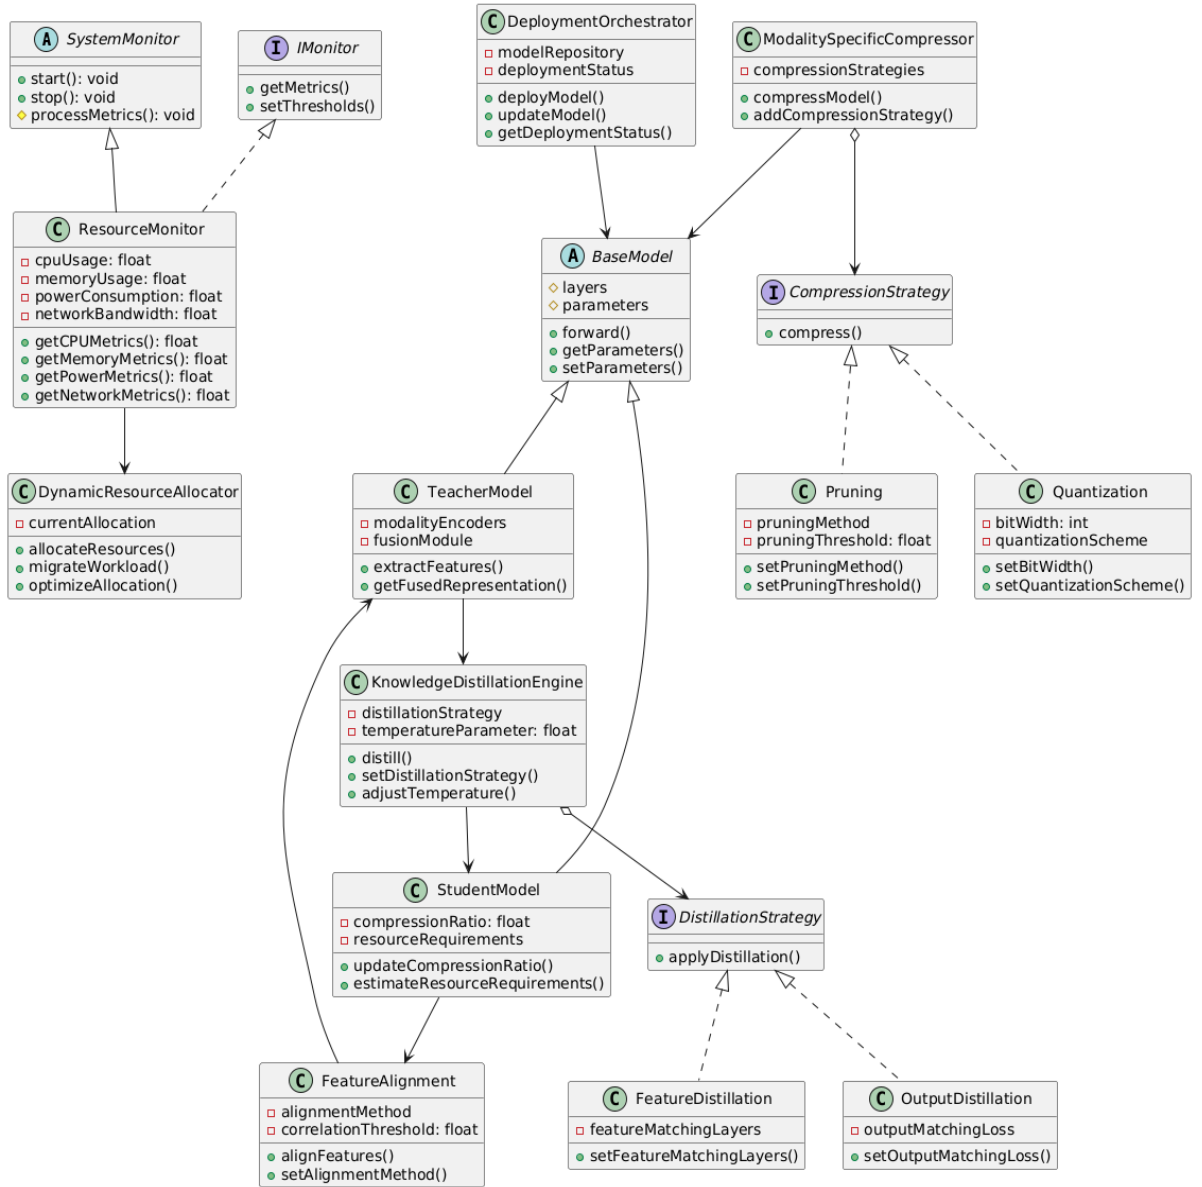 A SystemMonitor
start(): void
stop(): void
processMetrics(): void
I IMonitor
getMetrics()
setThresholds()
C DeploymentOrchestrator
modelRepository
deploymentStatus
deployModel()
updateModel()
getDeploymentStatus()
C ModalitySpecificCompressor
compressionStrategies
compressModel()
addCompressionStrategy()
C ResourceMonitor
cpuUsage: float
memoryUsage: float
powerConsumption: float
networkBandwidth: float
getCPUMetrics(): float
getMemoryMetrics(): float
getPowerMetrics(): float
getNetworkMetrics(): float
A BaseModel
layers
parameters
forward()
getParameters()
setParameters()
I CompressionStrategy
compress()
C DynamicResourceAllocator
currentAllocation
allocateResources()
migrateWorkload()
optimizeAllocation()
C TeacherModel
modalityEncoders
fusionModule
extractFeatures()
getFusedRepresentation()
C Pruning
pruningMethod
pruningThreshold: float
setPruningMethod()
setPruningThreshold()
C Quantization
bitWidth: int
quantizationScheme
setBitWidth()
setQuantizationScheme()
C KnowledgeDistillationEngine
distillationStrategy
temperatureParameter: float
distill()
setDistillationStrategy()
adjustTemperature()
C StudentModel
compressionRatio: float
resourceRequirements
updateCompressionRatio()
estimateResourceRequirements()
I DistillationStrategy
applyDistillation()
C FeatureAlignment
alignmentMethod
correlationThreshold: float
alignFeatures()
setAlignmentMethod()
C FeatureDistillation
featureMatchingLayers
setFeatureMatchingLayers()
C OutputDistillation
outputMatchingLoss
setOutputMatchingLoss()